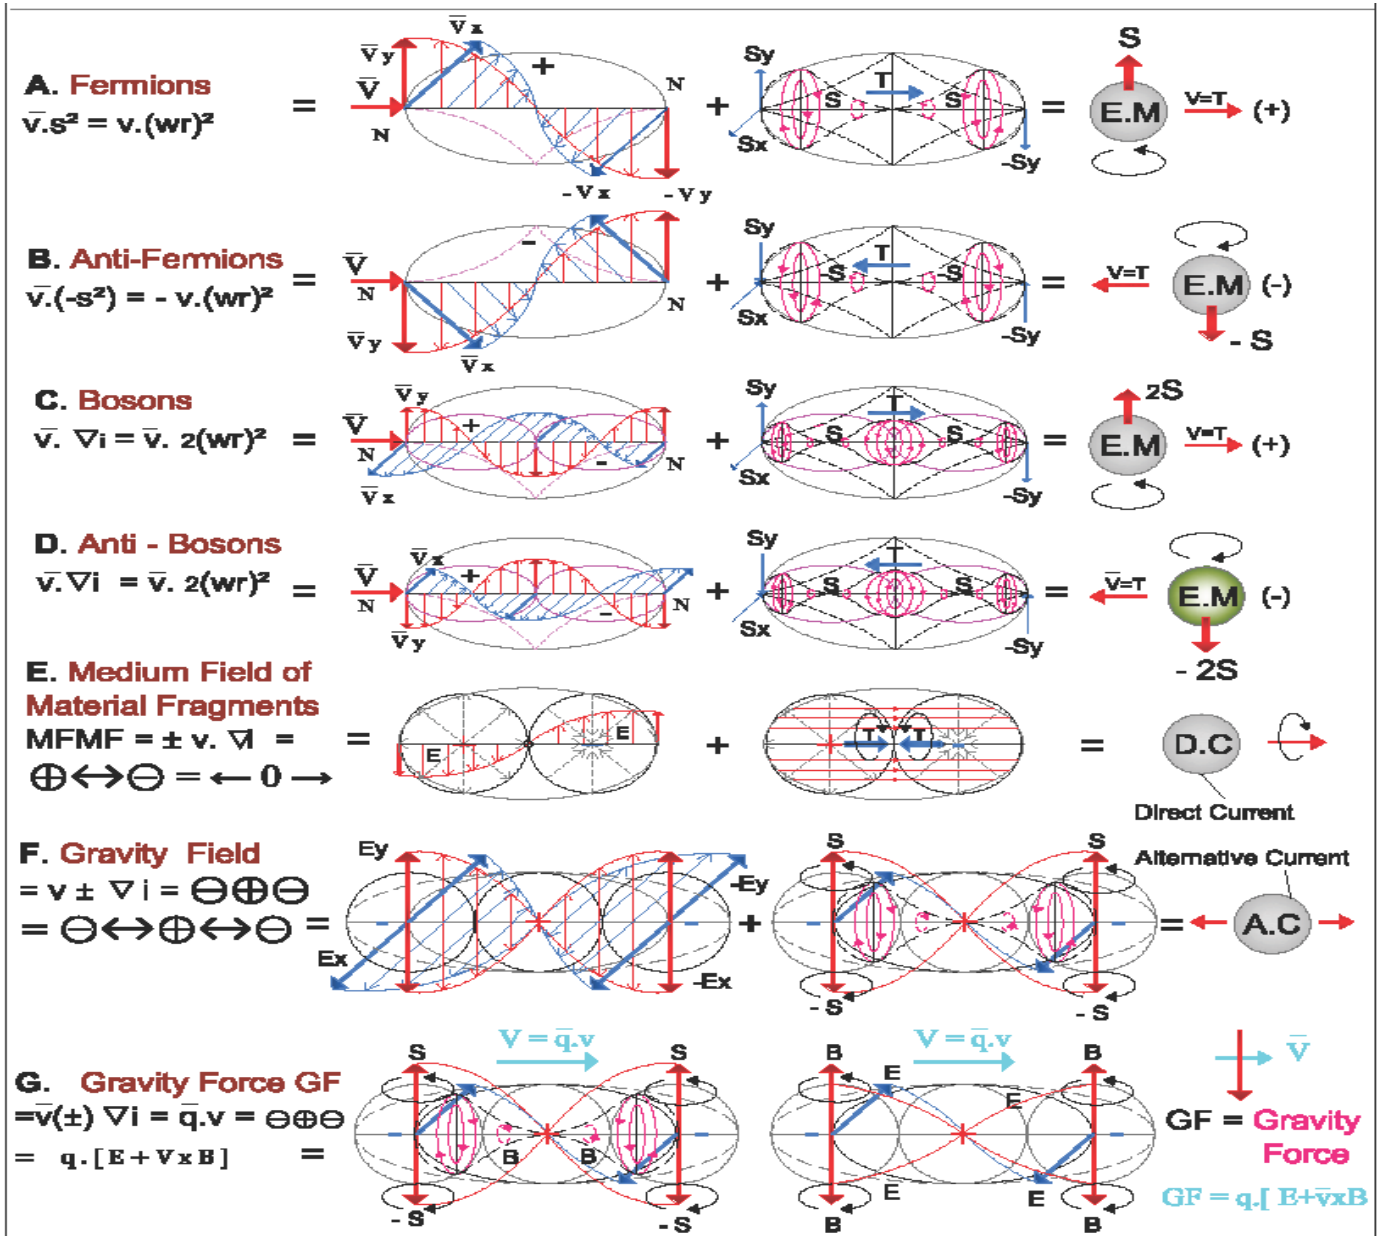 A. Fermions
v̄.s² = v.(wr)²
=
V̄y
V̄x
V̄
N
+
N
-Vx
-Vy
+
Sy
Sx
S
T
S
-Sy
=
S
E.M
V=T
(+)
B. Anti-Fermions
v̄.(-s²) = - v.(wr)²
=
V̄
N
V̄y
V̄x
-
N
+
Sy
Sx
-S
T
-S
-Sy
=
V=T
E.M
(-)
- S
C. Bosons
v̄. ∇i = v̄. 2(wr)²
=
V̄y
V̄
N
V̄x
+
-
N
+
Sy
Sx
S
T
S
-Sy
=
2S
E.M
V=T
(+)
D. Anti - Bosons
v̄.∇i = v̄. 2(wr)²
=
V̄x
V̄
N
V̄y
+
-
N
+
Sy
Sx
S
T
S
-Sy
=
V̄=T
E.M
(-)
- 2S
E. Medium Field of
Material Fragments
MFMF = ± v. ∇i =
⊕↔⊖ = ← 0 →
=
E
E
+
+
T
+
+
T
-
=
D.C
Direct Current
F. Gravity Field
= v ± ∇ i = ⊖⊕⊖
= ⊖↔⊕↔⊖ =
Ey
Ex
-
+
-
-Ey
-Ex
+
S
S
-
+
-
- S
- S
=
Alternative Current
A.C
G. Gravity Force GF
=v̄(±) ∇i = q̄.v = ⊖⊕⊖
= q.[E + V x B] =
V = q̄.v
S
S
-
+
-
B
B
- S
- S
V = q̄.v
B
E
B
E
-
+
-
E
E
B
B
V̄
GF = Gravity
Force
GF = q.[ E+v̄xB